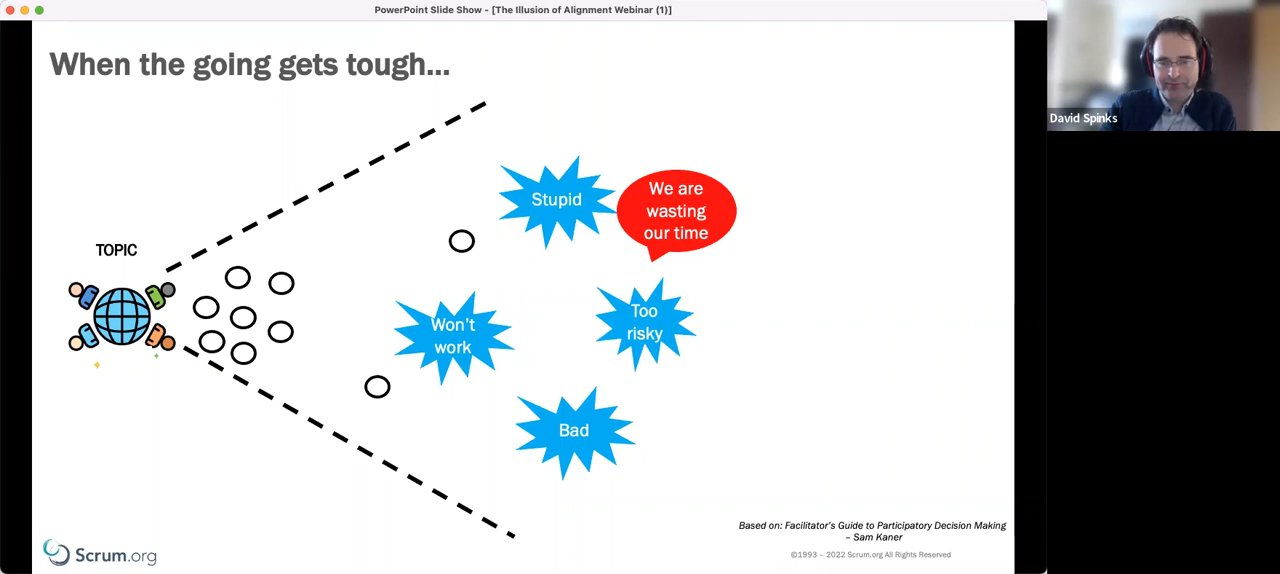 PowerPoint Slide Show - [The Illusion of Alignment Webinar (1)]
When the going gets tough...
David Spinks
Stupid
We are
wasting
our time
TOPIC
Too
risky
Won't
work
Bad
Based on: Facilitator's Guide to Participatory Decision Making
– Sam Kaner
©1993 – 2022 Scrum.org All Rights Reserved
Scrum.org